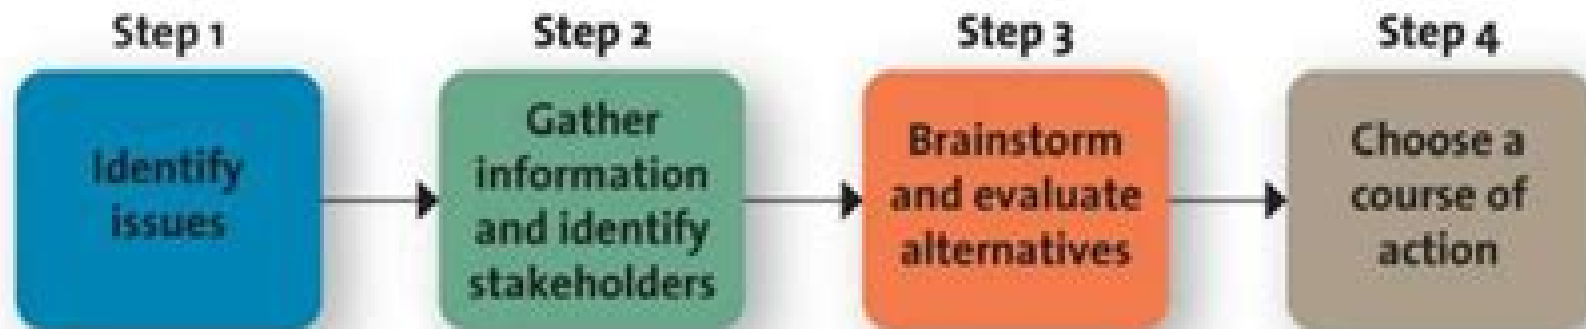 Step 1
Identify
issues
Step 2
Gather
information
and identify
stakeholders
Step 3
Brainstorm
and evaluate
alternatives
Step 4
Choose a
course of
action